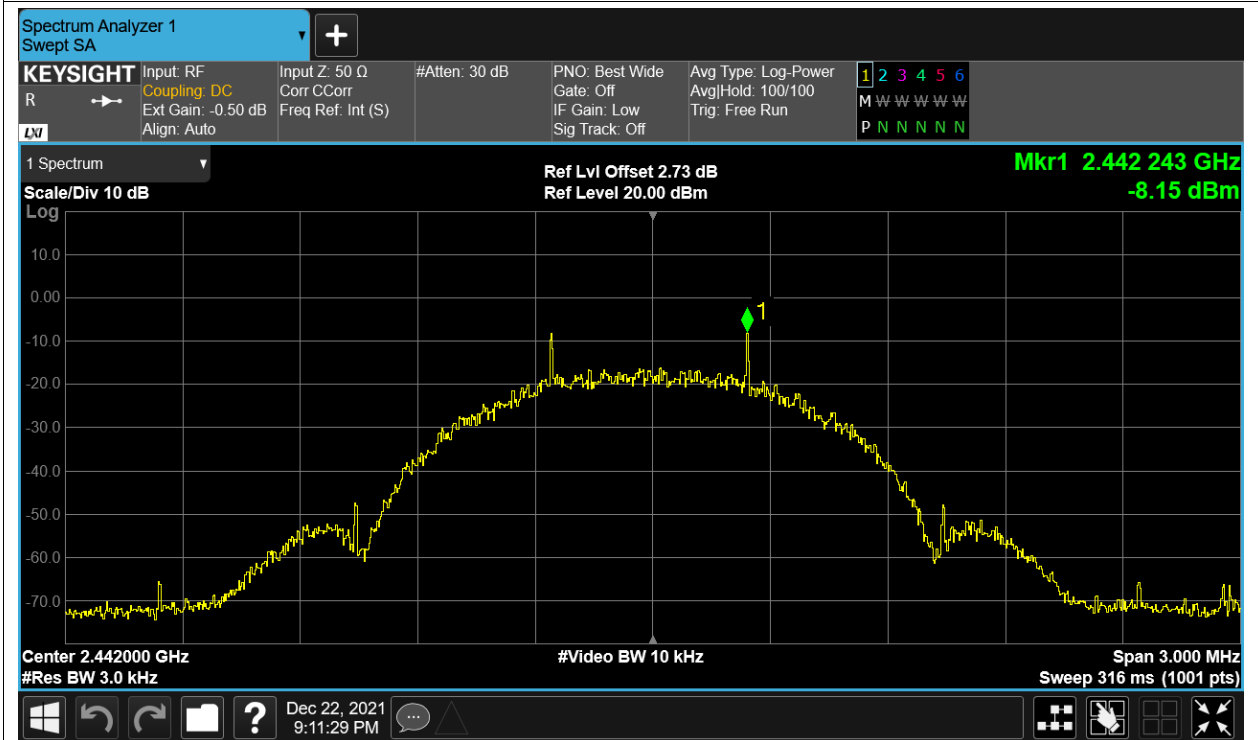 Spectrum Analyzer 1
Swept SA
+
KEYSIGHT
R
LXI
Input: RF
Coupling: DC
Ext Gain: -0.50 dB
Align: Auto
Input Z: 50 Ω
Corr CCorr
Freq Ref: Int (S)
#Atten: 30 dB
PNO: Best Wide
Gate: Off
IF Gain: Low
Sig Track: Off
Avg Type: Log-Power
Avg|Hold: 100/100
Trig: Free Run
1 2 3 4 5 6
M W W W W W
P N N N N N
1 Spectrum
Scale/Div 10 dB
Log
Ref Lvl Offset 2.73 dB
Ref Level 20.00 dBm
Mkr1 2.442 243 GHz
-8.15 dBm
10.0
0.00
1
-10.0
-20.0
-30.0
-40.0
-50.0
-60.0
-70.0
Center 2.442000 GHz
#Video BW 10 kHz
Span 3.000 MHz
#Res BW 3.0 kHz
Sweep 316 ms (1001 pts)
?
Dec 22, 2021
9:11:29 PM